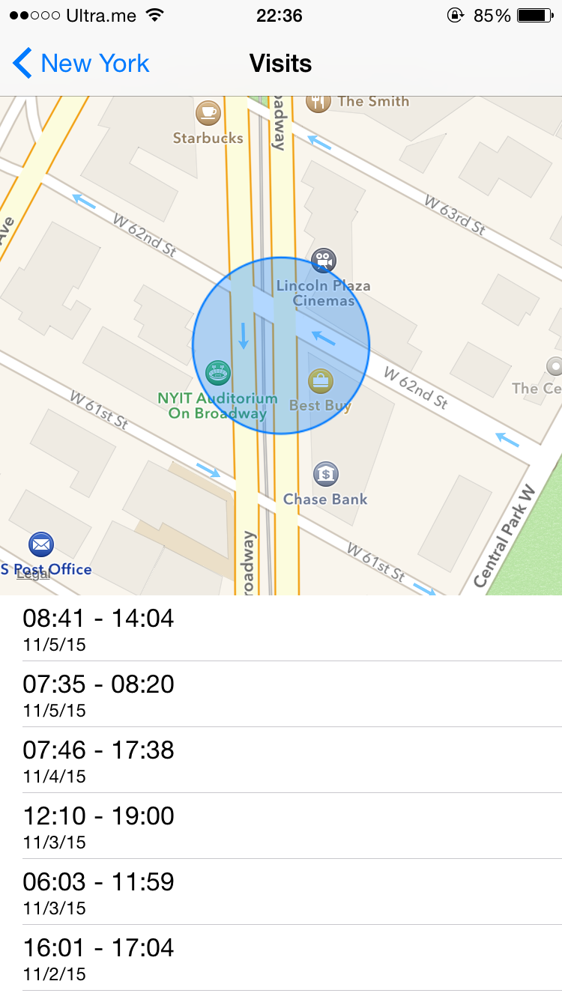 Ultra.me 22:36 85%
New York Visits
The Smith
Starbucks
oadway
W 63rd St
W 62nd St
Ave
Lincoln Plaza
Cinemas
W 62nd St
The Ce
NYIT Auditorium
On Broadway
Best Buy
W 61st St
Chase Bank
Central Park W
roadway
W 61st St
S Post Office
Legal
08:41 - 14:04
11/5/15
07:35 - 08:20
11/5/15
07:46 - 17:38
11/4/15
12:10 - 19:00
11/3/15
06:03 - 11:59
11/3/15
16:01 - 17:04
11/2/15